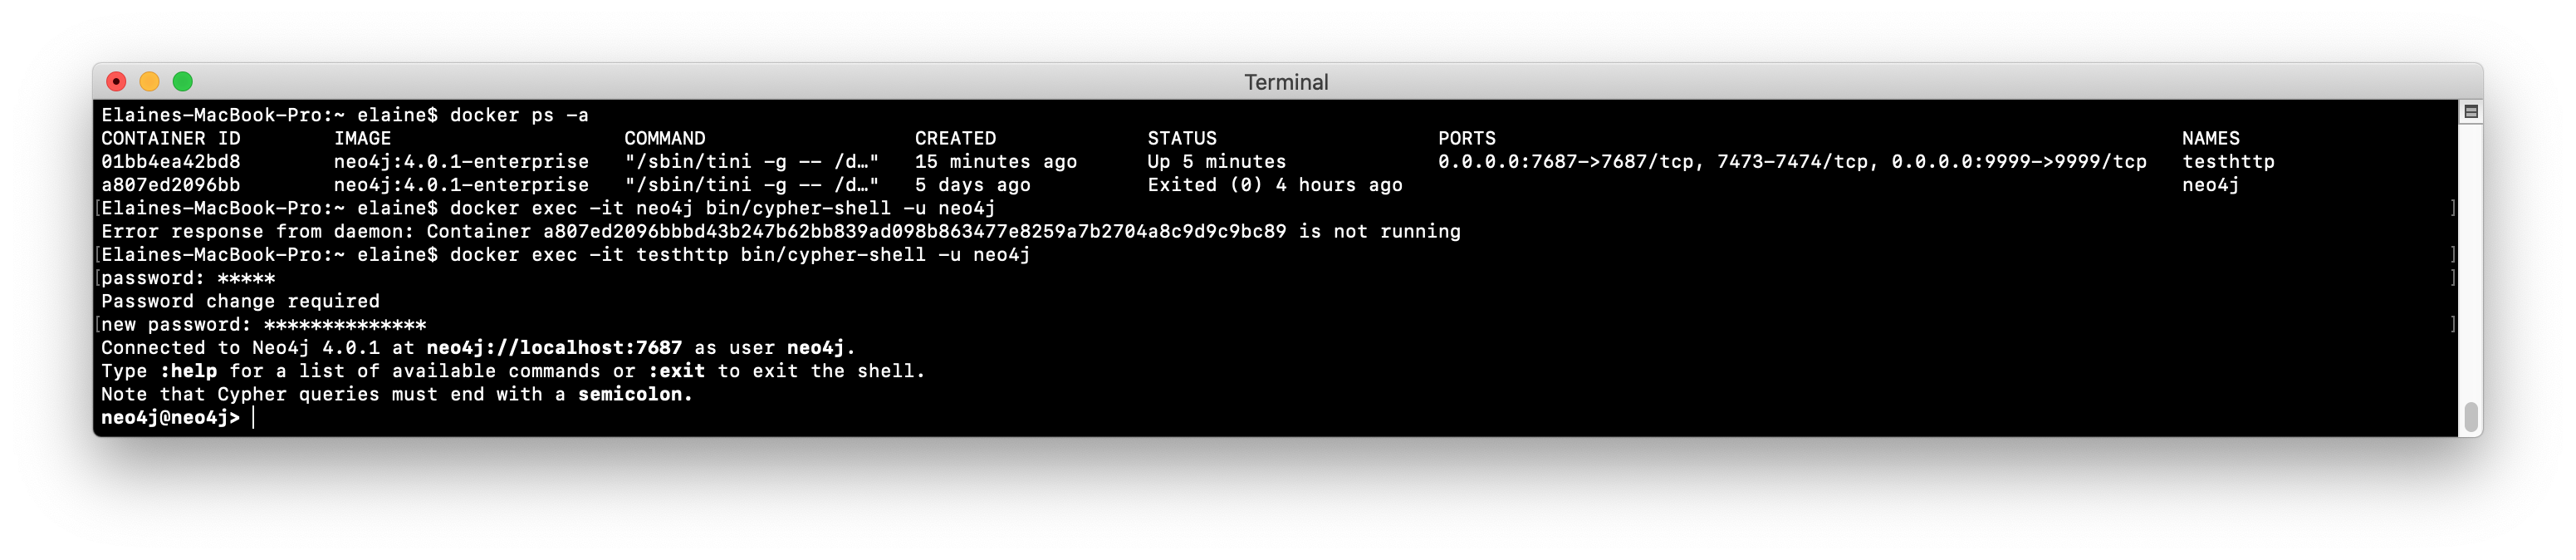 Terminal
Elaines-MacBook-Pro:~ elaine$ docker ps -a
CONTAINER ID        IMAGE                    COMMAND                  CREATED             STATUS                   PORTS                                                            NAMES
01bb4ea42bd8        neo4j:4.0.1-enterprise   "/sbin/tini -g -- /d…"   15 minutes ago      Up 5 minutes             0.0.0.0:7687->7687/tcp, 7473-7474/tcp, 0.0.0.0:9999->9999/tcp   testhttp
a807ed2096bb        neo4j:4.0.1-enterprise   "/sbin/tini -g -- /d…"   5 days ago          Exited (0) 4 hours ago                                                                    neo4j
[Elaines-MacBook-Pro:~ elaine$ docker exec -it neo4j bin/cypher-shell -u neo4j ]
Error response from daemon: Container a807ed2096bbbd43b247b62bb839ad098b863477e8259a7b2704a8c9d9c9bc89 is not running
[Elaines-MacBook-Pro:~ elaine$ docker exec -it testhttp bin/cypher-shell -u neo4j ]
[password: ***** ]
Password change required
[new password: ************** ]
Connected to Neo4j 4.0.1 at neo4j://localhost:7687 as user neo4j.
Type :help for a list of available commands or :exit to exit the shell.
Note that Cypher queries must end with a semicolon.
neo4j@neo4j>